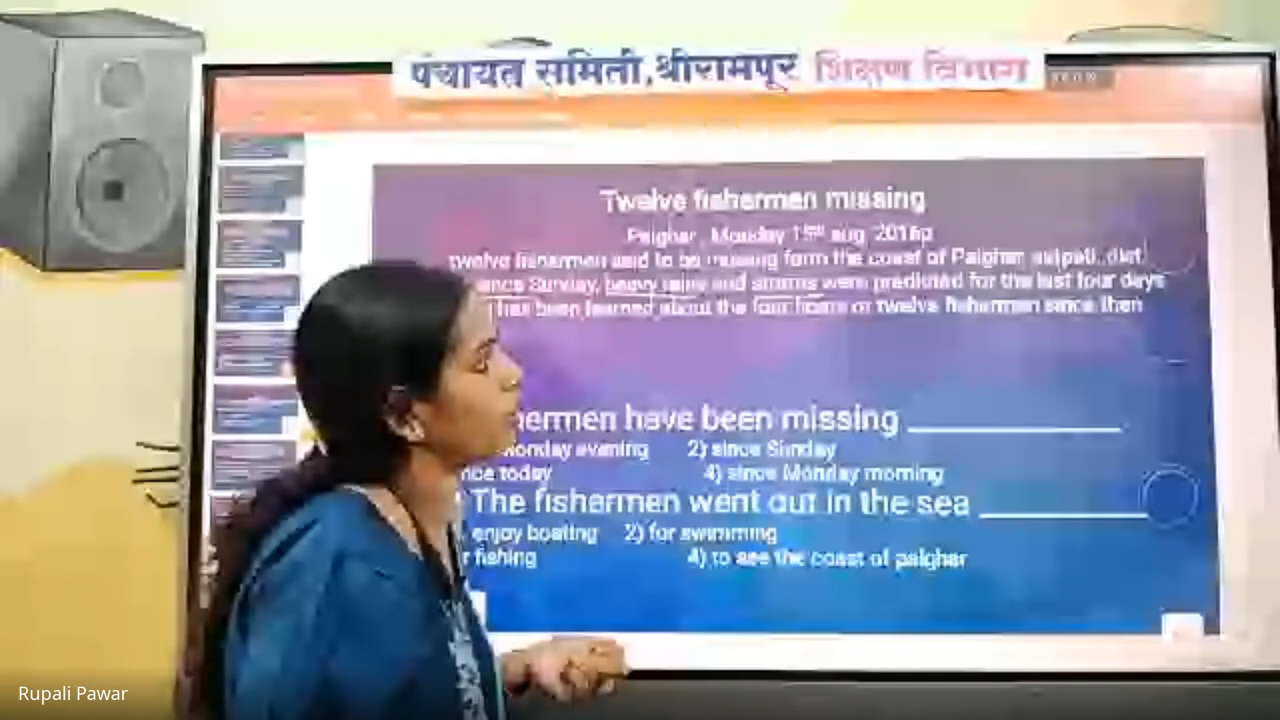 पंचायत समिती,श्रीरामपूर शिक्षण विभाग
Twelve fishermen missing
Palghar, Monday 15th aug 2016p
twelve fishermen said to be missing form the coast of Palghar, dist
since Sunday, heavy rains and storms were predicted for the last four days
has been learned about the four boats or twelve fishermen since then
hermen have been missing
monday evening 2) since Sunday
nce today 4) since Monday morning
The fishermen went out in the sea
enjoy boating 2) for swimming
r fishing 4) to see the coast of palghar
Rupali Pawar